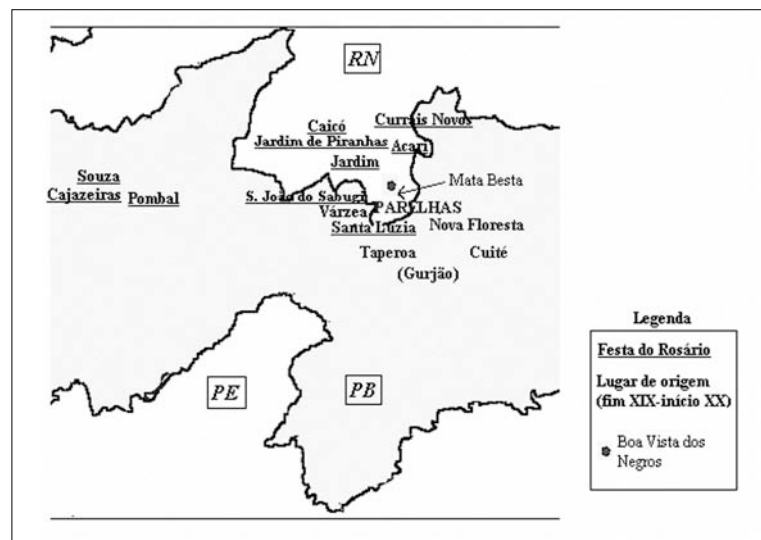 RN
Currais Novos
Caicó
Jardim de Piranhas
Acari
Jardim
Souza
Cajazeiras
Pombal
Mata Besta
S. João do Sabugi
PARELHAS
Várzea
Nova Floresta
Santa Luzia
Taperoa
Cuité
(Gurjão)
PE
PB
Legenda
Festa do Rosário
Lugar de origem
(fim XIX-início XX)
Boa Vista dos
Negros